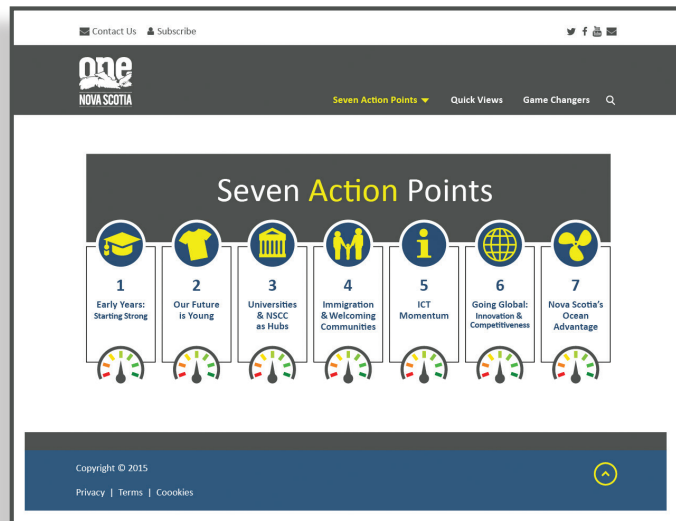 Contact Us Subscribe
one
NOVA SCOTIA
Seven Action Points Quick Views Game Changers
Seven Action Points
1
Early Years:
Starting Strong
2
Our Future
is Young
3
Universities
& NSCC
as Hubs
4
Immigration
& Welcoming
Communities
5
ICT
Momentum
6
Going Global:
Innovation &
Competitiveness
7
Nova Scotia's
Ocean
Advantage
Copyright © 2015
Privacy | Terms | Coookies